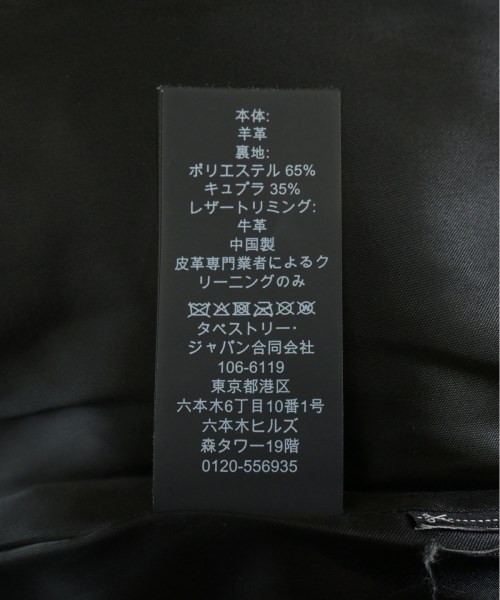 本体:
羊革
裏地:
ポリエステル 65%
キュプラ 35%
レザートリミング:
牛革
中国製
皮革専門業者によるク
リーニングのみ
タペストリー・
ジャパン合同会社
106-6119
東京都港区
六本木6丁目10番1号
六本木ヒルズ
森タワー19階
0120-556935